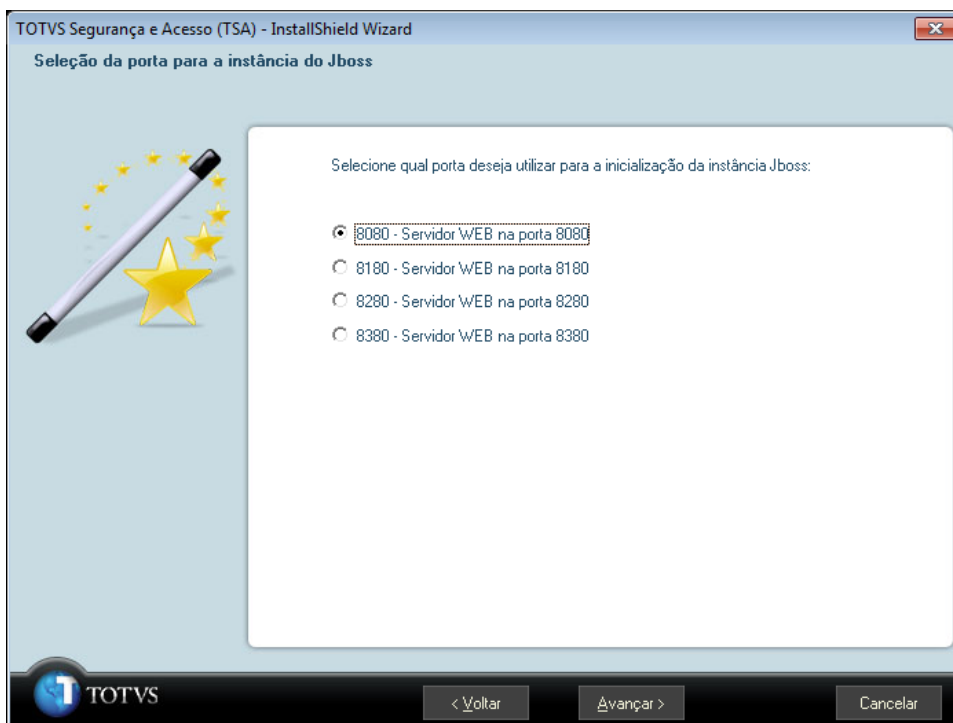 TOTVS Segurança e Acesso (TSA) - InstallShield Wizard
Seleção da porta para a instância do Jboss
Selecione qual porta deseja utilizar para a inicialização da instância Jboss:
8080 - Servidor WEB na porta 8080
8180 - Servidor WEB na porta 8180
8280 - Servidor WEB na porta 8280
8380 - Servidor WEB na porta 8380
TOTVS
< Voltar
Avançar >
Cancelar